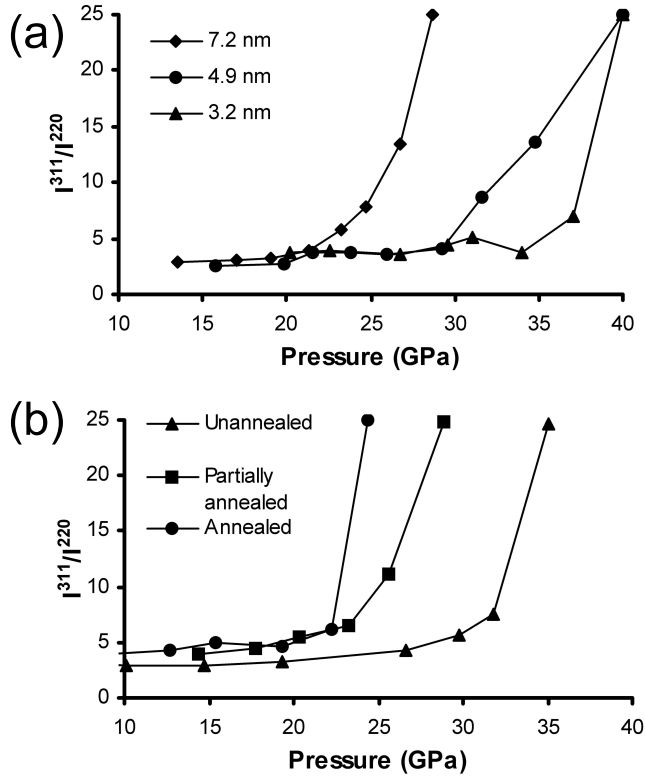 (a)
25
20
15
10
5
0
I³¹¹/I²²⁰
7.2 nm
4.9 nm
3.2 nm
10 15 20 25 30 35 40
Pressure (GPa)
(b)
25
20
15
10
5
0
I³¹¹/I²²⁰
Unannealed
Partially
annealed
Annealed
10 15 20 25 30 35 40
Pressure (GPa)